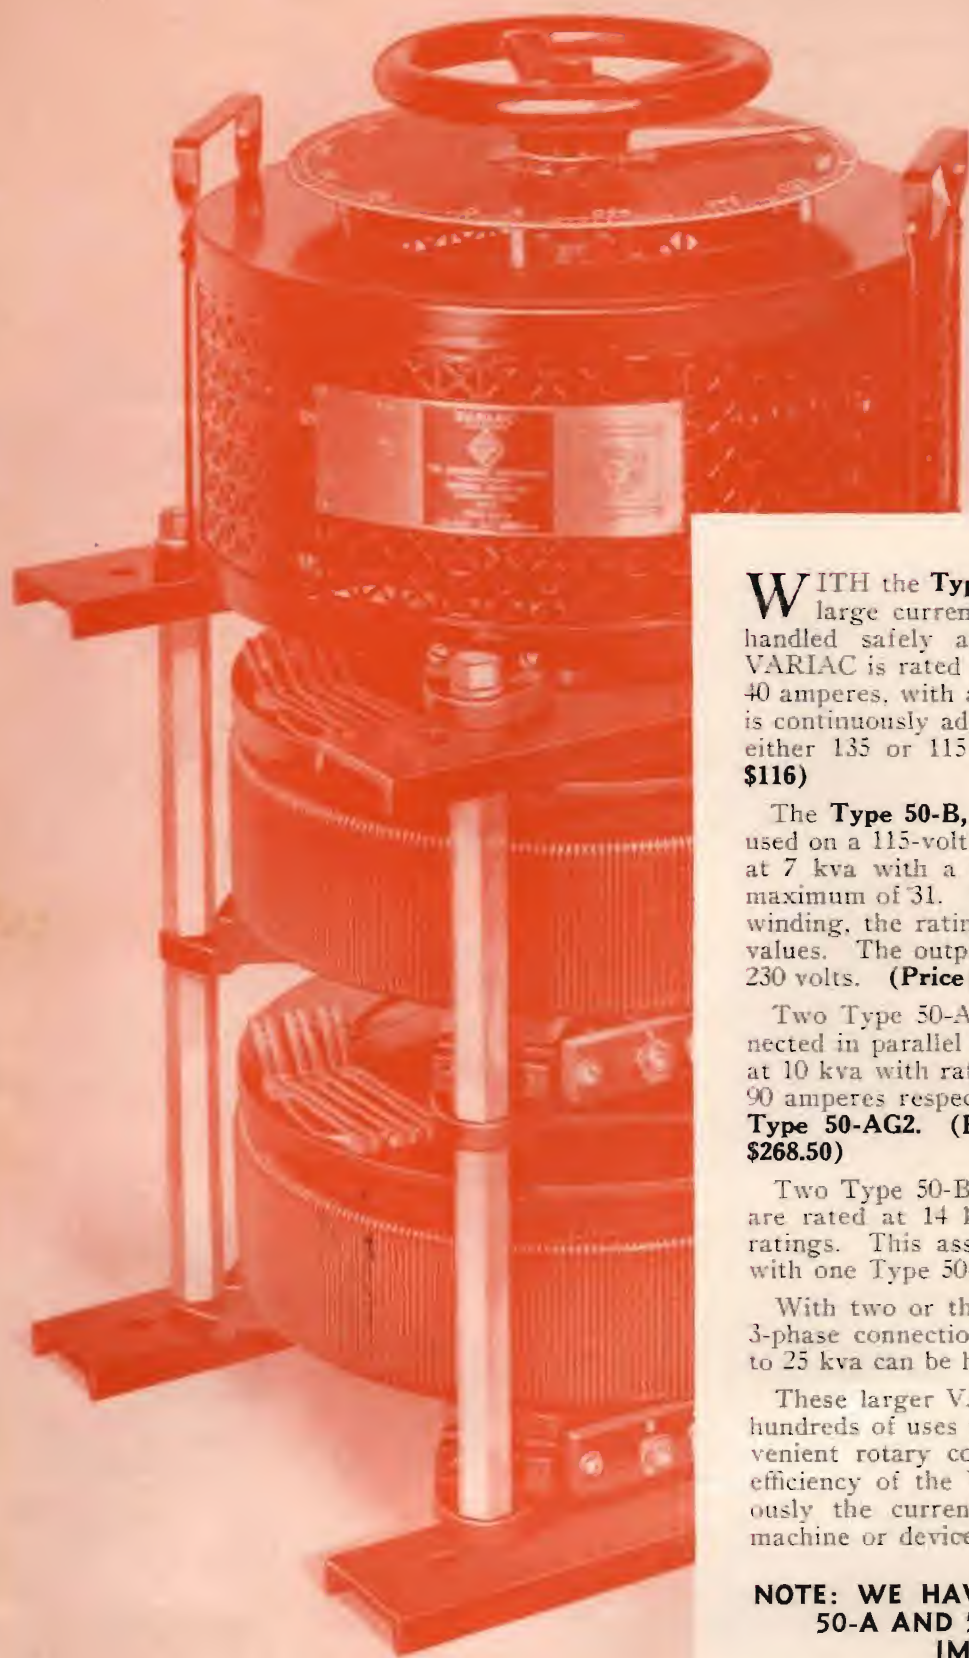 WITH the Typ
large curren
handled safely a
VARIAC is rated
40 amperes, with a
is continuously ad
either 135 or 115
$116)
The Type 50-B,
used on a 115-volt
at 7 kva with a
maximum of 31.
winding, the ratin
values. The outp
230 volts. (Price
Two Type 50-A
nected in parallel
at 10 kva with rat
90 amperes respec
Type 50-AG2. (P
$268.50)
Two Type 50-B
are rated at 14 k
ratings. This ass
with one Type 50
With two or th
3-phase connectio
to 25 kva can be h
These larger V
hundreds of uses
venient rotary co
efficiency of the
ously the curren
machine or device
NOTE: WE HAV
50-A AND 5
IM